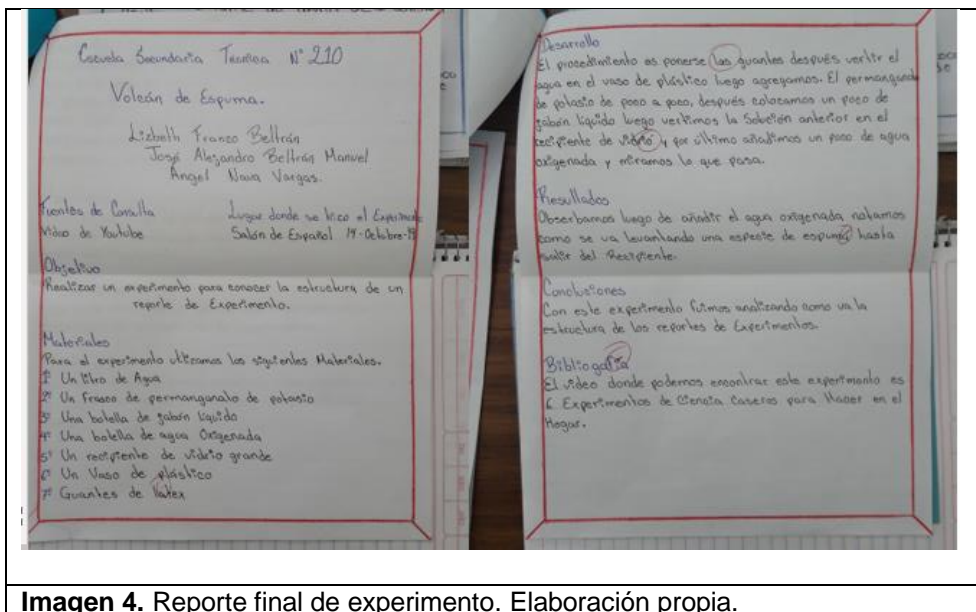 Escuela Secundaria Técnica N° 210
Volcán de Espuma.
Lizbeth Franco Beltrán
José Alejandro Beltrán Manuel
Angel Nava Vargas.
Fuentes de Consulta
Lugar donde se hizo el Experimento
Video de Youtube
Salón de Español 14-Octubre-19
Objetivo
Realizar un experimento para conocer la estructura de un
reporte de Experimento.
Materiales
Para el experimento utilizamos los siguientes Materiales.
1° Un litro de Agua
2° Un Frasco de permanganato de potasio
3° Una botella de jabón líquido
4° Una botella de agua Oxigenada
5° Un recipiente de vidrio grande
6° Un Vaso de plástico
7° Guantes de latex
Desarrollo
El procedimiento es ponerse los guantes después vertir el
agua en el vaso de plástico luego agregamos. El permanganato
de potasio de poco a poco, después colocamos un poco de
jabón líquido luego vertimos la Solución anterior en el
recipiente de vidrio y por último añadimos un poco de agua
oxigenada y miramos lo que pasa.
Resultados
Obserbamos luego de añadir el agua oxigenada notamos
como se va levantando una especie de espuma hasta
salir del Recipiente.
Conclusiones
Con este experimento fuimos analizando como va la
estructura de los reportes de Experimentos.
Bibliografía
El video donde podemos encontrar este experimento es
6 Experimentos de Ciencia Caseros para Hacer en el
Hogar.
Imagen 4. Reporte final de experimento. Elaboración propia.